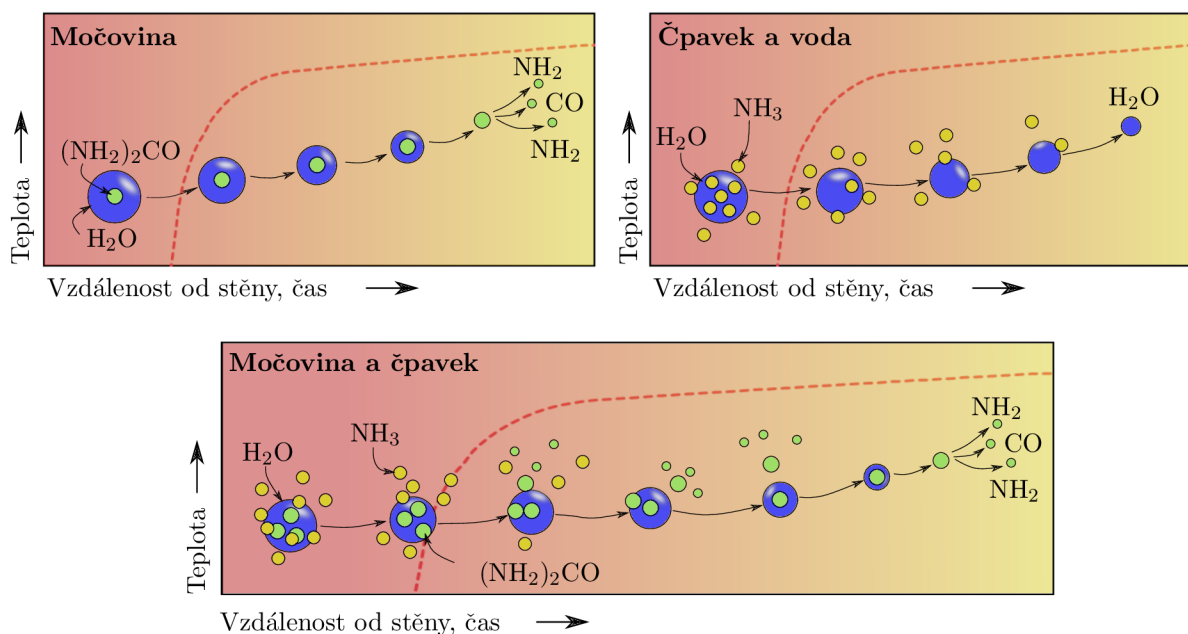 Močovina
NH₂
CO
NH₂
(NH₂)₂CO
H₂O
Teplota
Vzdálenost od stěny, čas
Čpavek a voda
NH₃
H₂O
H₂O
Teplota
Vzdálenost od stěny, čas
Močovina a čpavek
H₂O
NH₃
NH₂
CO
NH₂
(NH₂)₂CO
Teplota
Vzdálenost od stěny, čas